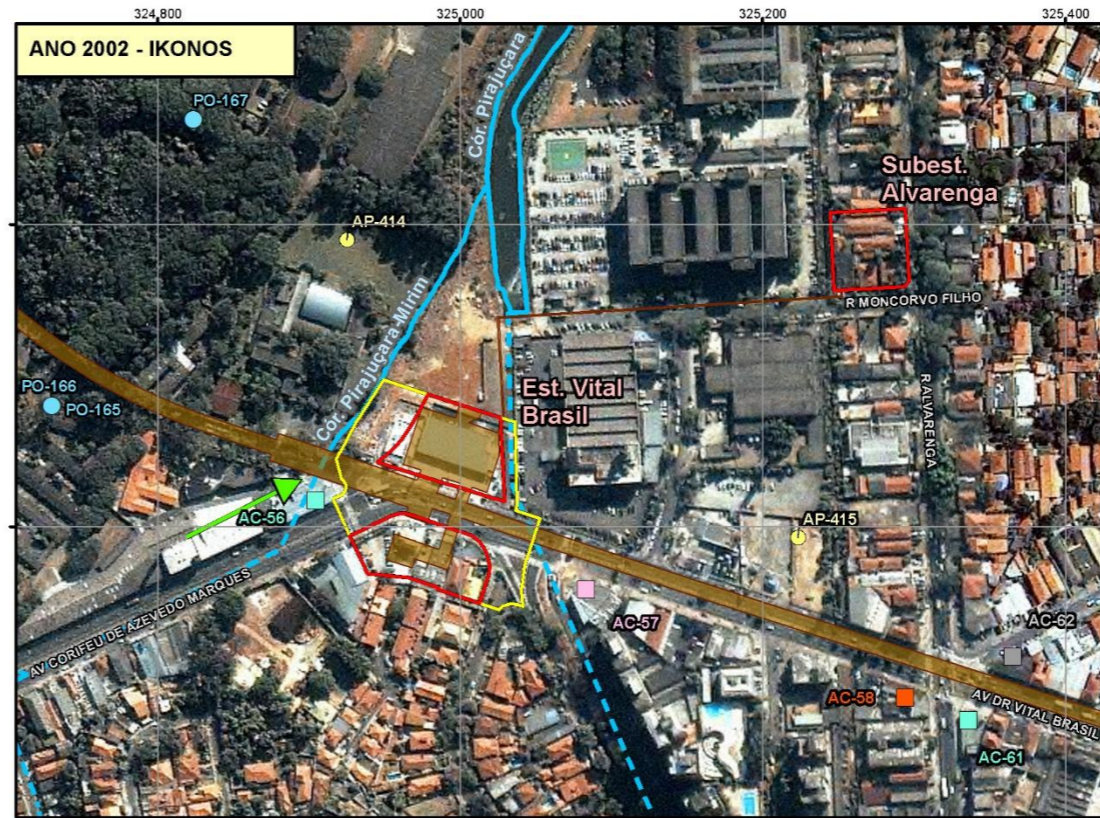 324,800
325,000
325,200
325,400
ANO 2002 - IKONOS
PO-167
Cór. Pirajuçara
Subest.
Alvarenga
AP-414
Cór. Pirajuçara-Mirim
R MONCORVO FILHO
PO-166
PO-165
Est. Vital
Brasil
R ALVARENGA
AC-56
AP-415
AV CORIFEU DE AZEVEDO MARQUES
AC-57
AC-62
AC-58
AV DR VITAL BRASIL
AC-61